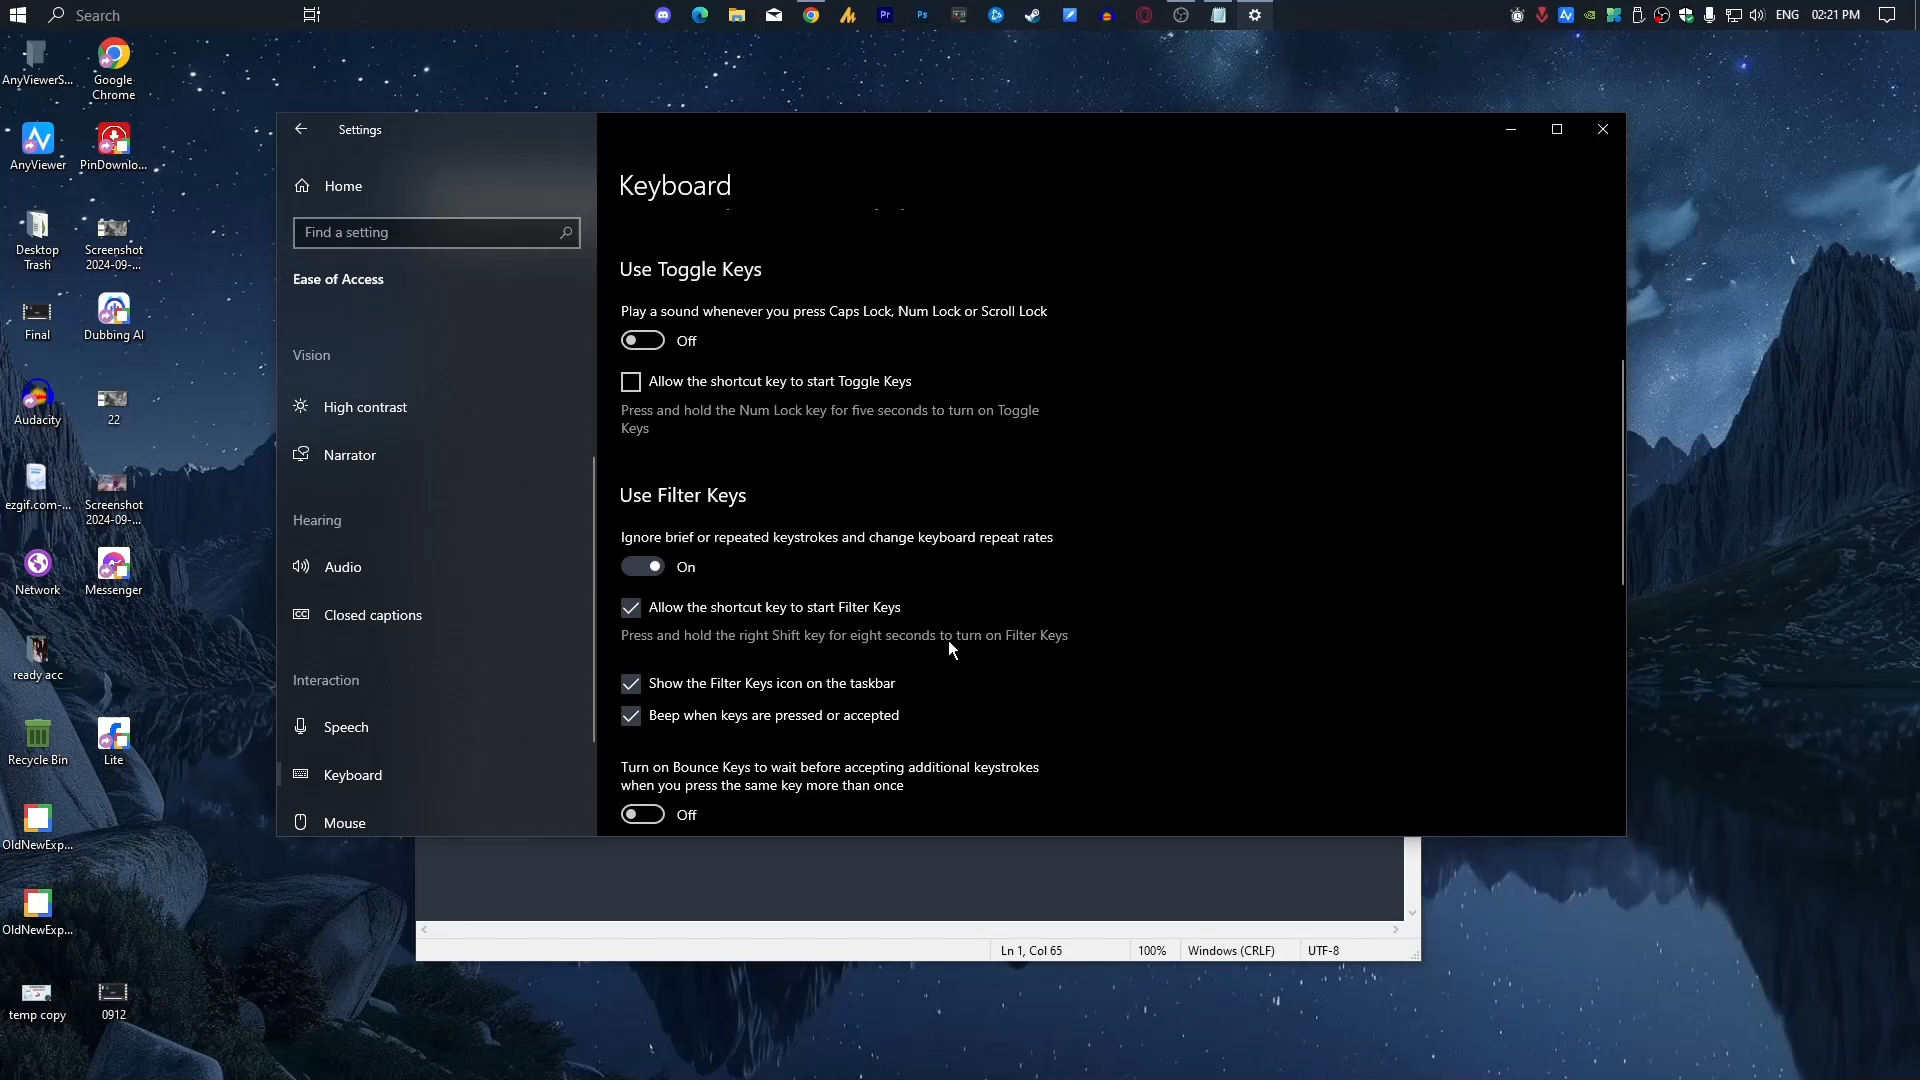 Search
Pr
Ps
ENG
02:21 PM
AnyViewerS...
Google
Chrome
AnyViewer
PinDownlo...
Desktop
Trash
Screenshot
2024-09-...
Final
Dubbing AI
Audacity
22
ezgif.com-...
Screenshot
2024-09-...
Network
Messenger
ready acc
Recycle Bin
Lite
OldNewExp...
OldNewExp...
temp copy
0912
Settings
Home
Find a setting
Ease of Access
Vision
High contrast
Narrator
Hearing
Audio
CC
Closed captions
Interaction
Speech
Keyboard
Mouse
Keyboard
Use Toggle Keys
Play a sound whenever you press Caps Lock, Num Lock or Scroll Lock
Off
Allow the shortcut key to start Toggle Keys
Press and hold the Num Lock key for five seconds to turn on Toggle
Keys
Use Filter Keys
Ignore brief or repeated keystrokes and change keyboard repeat rates
On
Allow the shortcut key to start Filter Keys
Press and hold the right Shift key for eight seconds to turn on Filter Keys
Show the Filter Keys icon on the taskbar
Beep when keys are pressed or accepted
Turn on Bounce Keys to wait before accepting additional keystrokes
when you press the same key more than once
Off
Ln 1, Col 65
100%
Windows (CRLF)
UTF-8